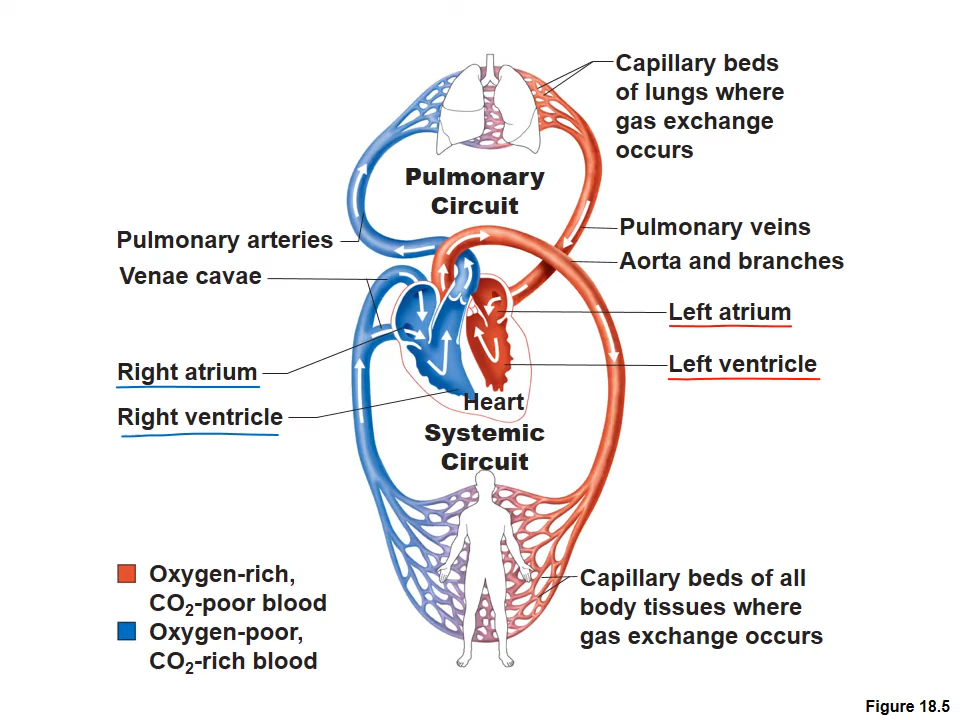 Capillary beds
of lungs where
gas exchange
occurs
Pulmonary
Circuit
Pulmonary arteries
Venae cavae
Pulmonary veins
Aorta and branches
Left atrium
Right atrium
Left ventricle
Right ventricle
Heart
Systemic
Circuit
Oxygen-rich,
CO₂-poor blood
Oxygen-poor,
CO₂-rich blood
Capillary beds of all
body tissues where
gas exchange occurs
Figure 18.5